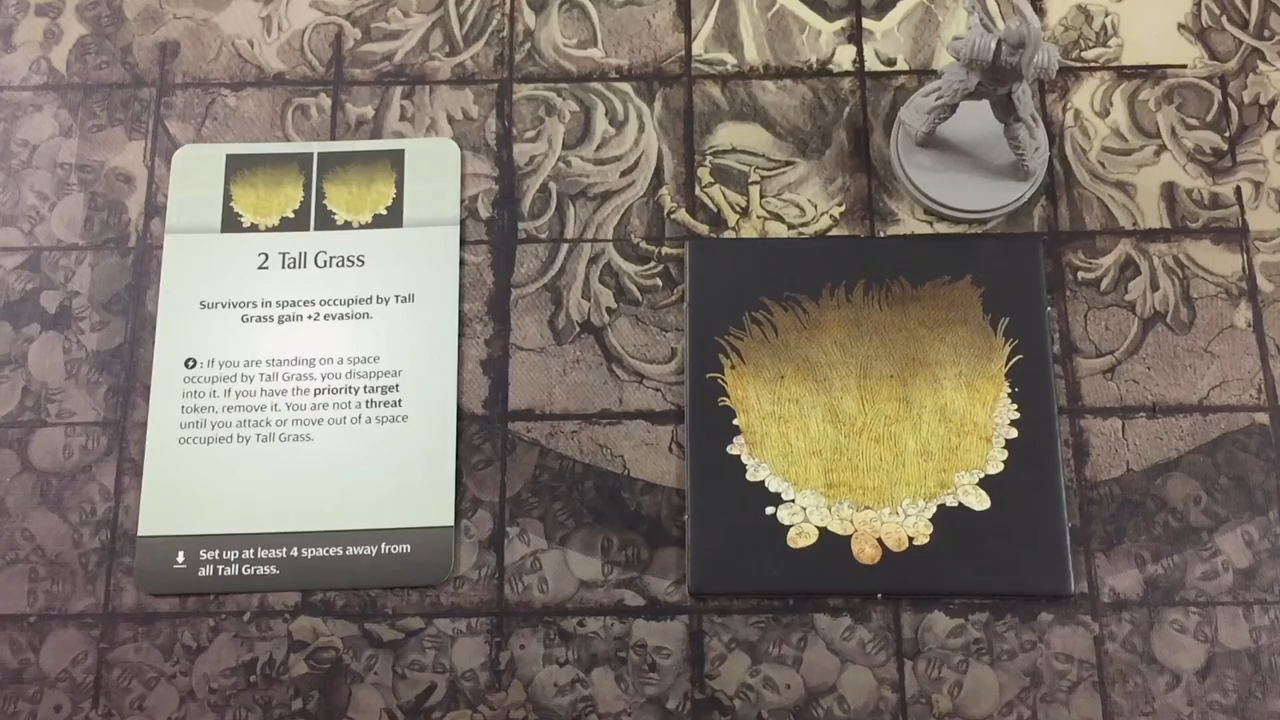 2 Tall Grass
Survivors in spaces occupied by Tall
Grass gain +2 evasion.
: If you are standing on a space
occupied by Tall Grass, you disappear
into it. If you have the priority target
token, remove it. You are not a threat
until you attack or move out of a space
occupied by Tall Grass.
Set up at least 4 spaces away from
all Tall Grass.